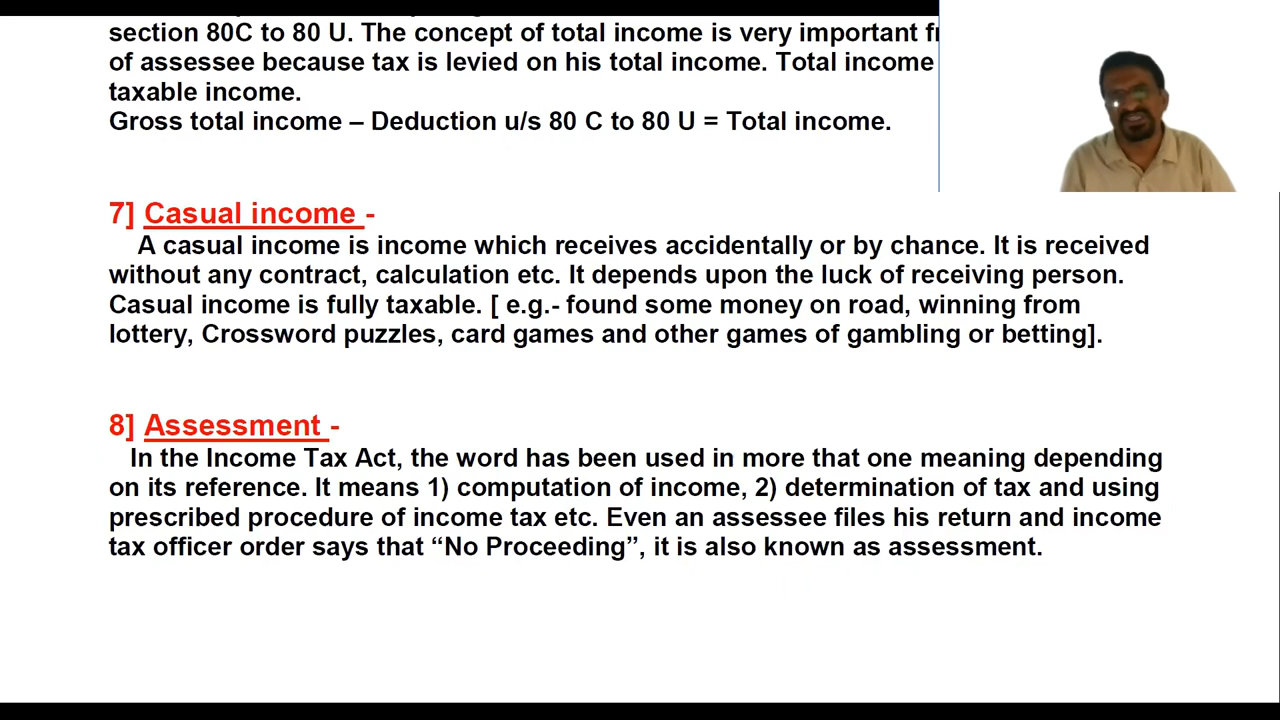 section 80C to 80 U. The concept of total income is very important
of assessee because tax is levied on his total income. Total income
taxable income.
Gross total income – Deduction u/s 80 C to 80 U = Total income.
7] Casual income -
A casual income is income which receives accidentally or by chance. It is received
without any contract, calculation etc. It depends upon the luck of receiving person.
Casual income is fully taxable. [ e.g.- found some money on road, winning from
lottery, Crossword puzzles, card games and other games of gambling or betting].
8] Assessment -
In the Income Tax Act, the word has been used in more that one meaning depending
on its reference. It means 1) computation of income, 2) determination of tax and using
prescribed procedure of income tax etc. Even an assessee files his return and income
tax officer order says that “No Proceeding”, it is also known as assessment.